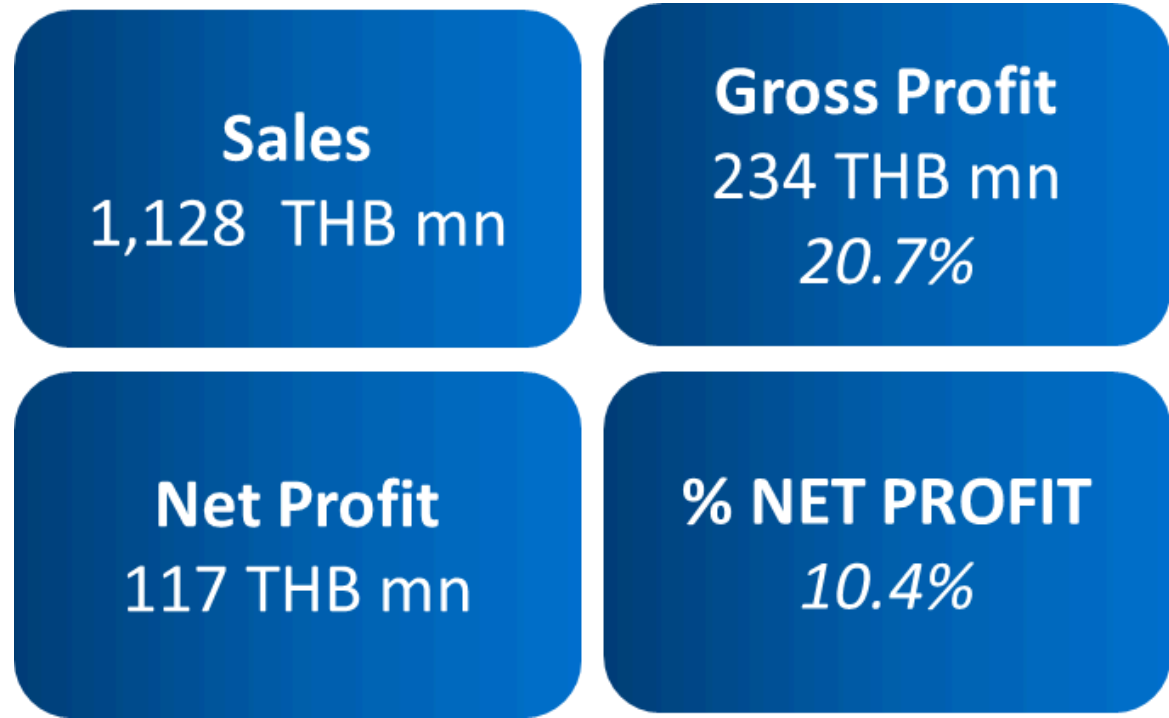 Sales
1,128 THB mn
Gross Profit
234 THB mn
20.7%
Net Profit
117 THB mn
% NET PROFIT
10.4%